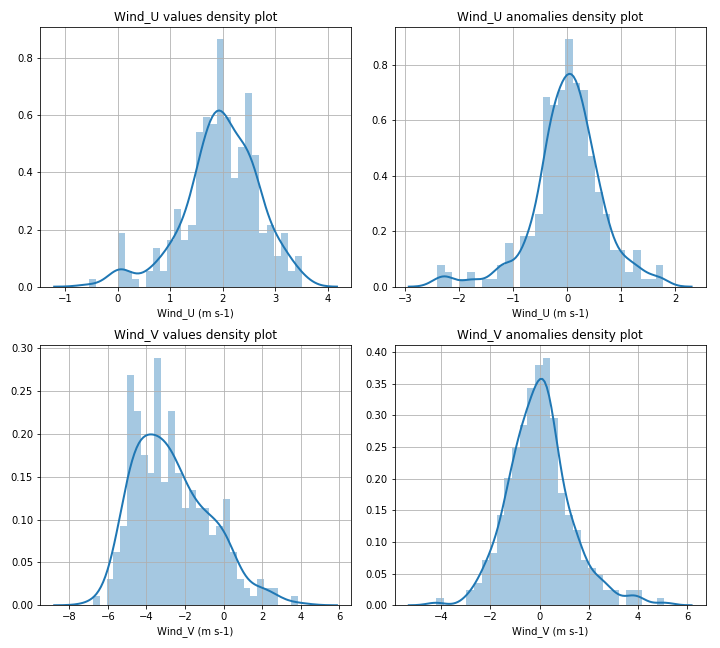 Wind_U values density plot
0.8
0.6
0.4
0.2
0.0
−1 0 1 2 3 4
Wind_U (m s-1)
Wind_U anomalies density plot
0.8
0.6
0.4
0.2
0.0
−3 −2 −1 0 1 2
Wind_U (m s-1)
Wind_V values density plot
0.30
0.25
0.20
0.15
0.10
0.05
0.00
−8 −6 −4 −2 0 2 4 6
Wind_V (m s-1)
Wind_V anomalies density plot
0.40
0.35
0.30
0.25
0.20
0.15
0.10
0.05
0.00
−4 −2 0 2 4 6
Wind_V (m s-1)